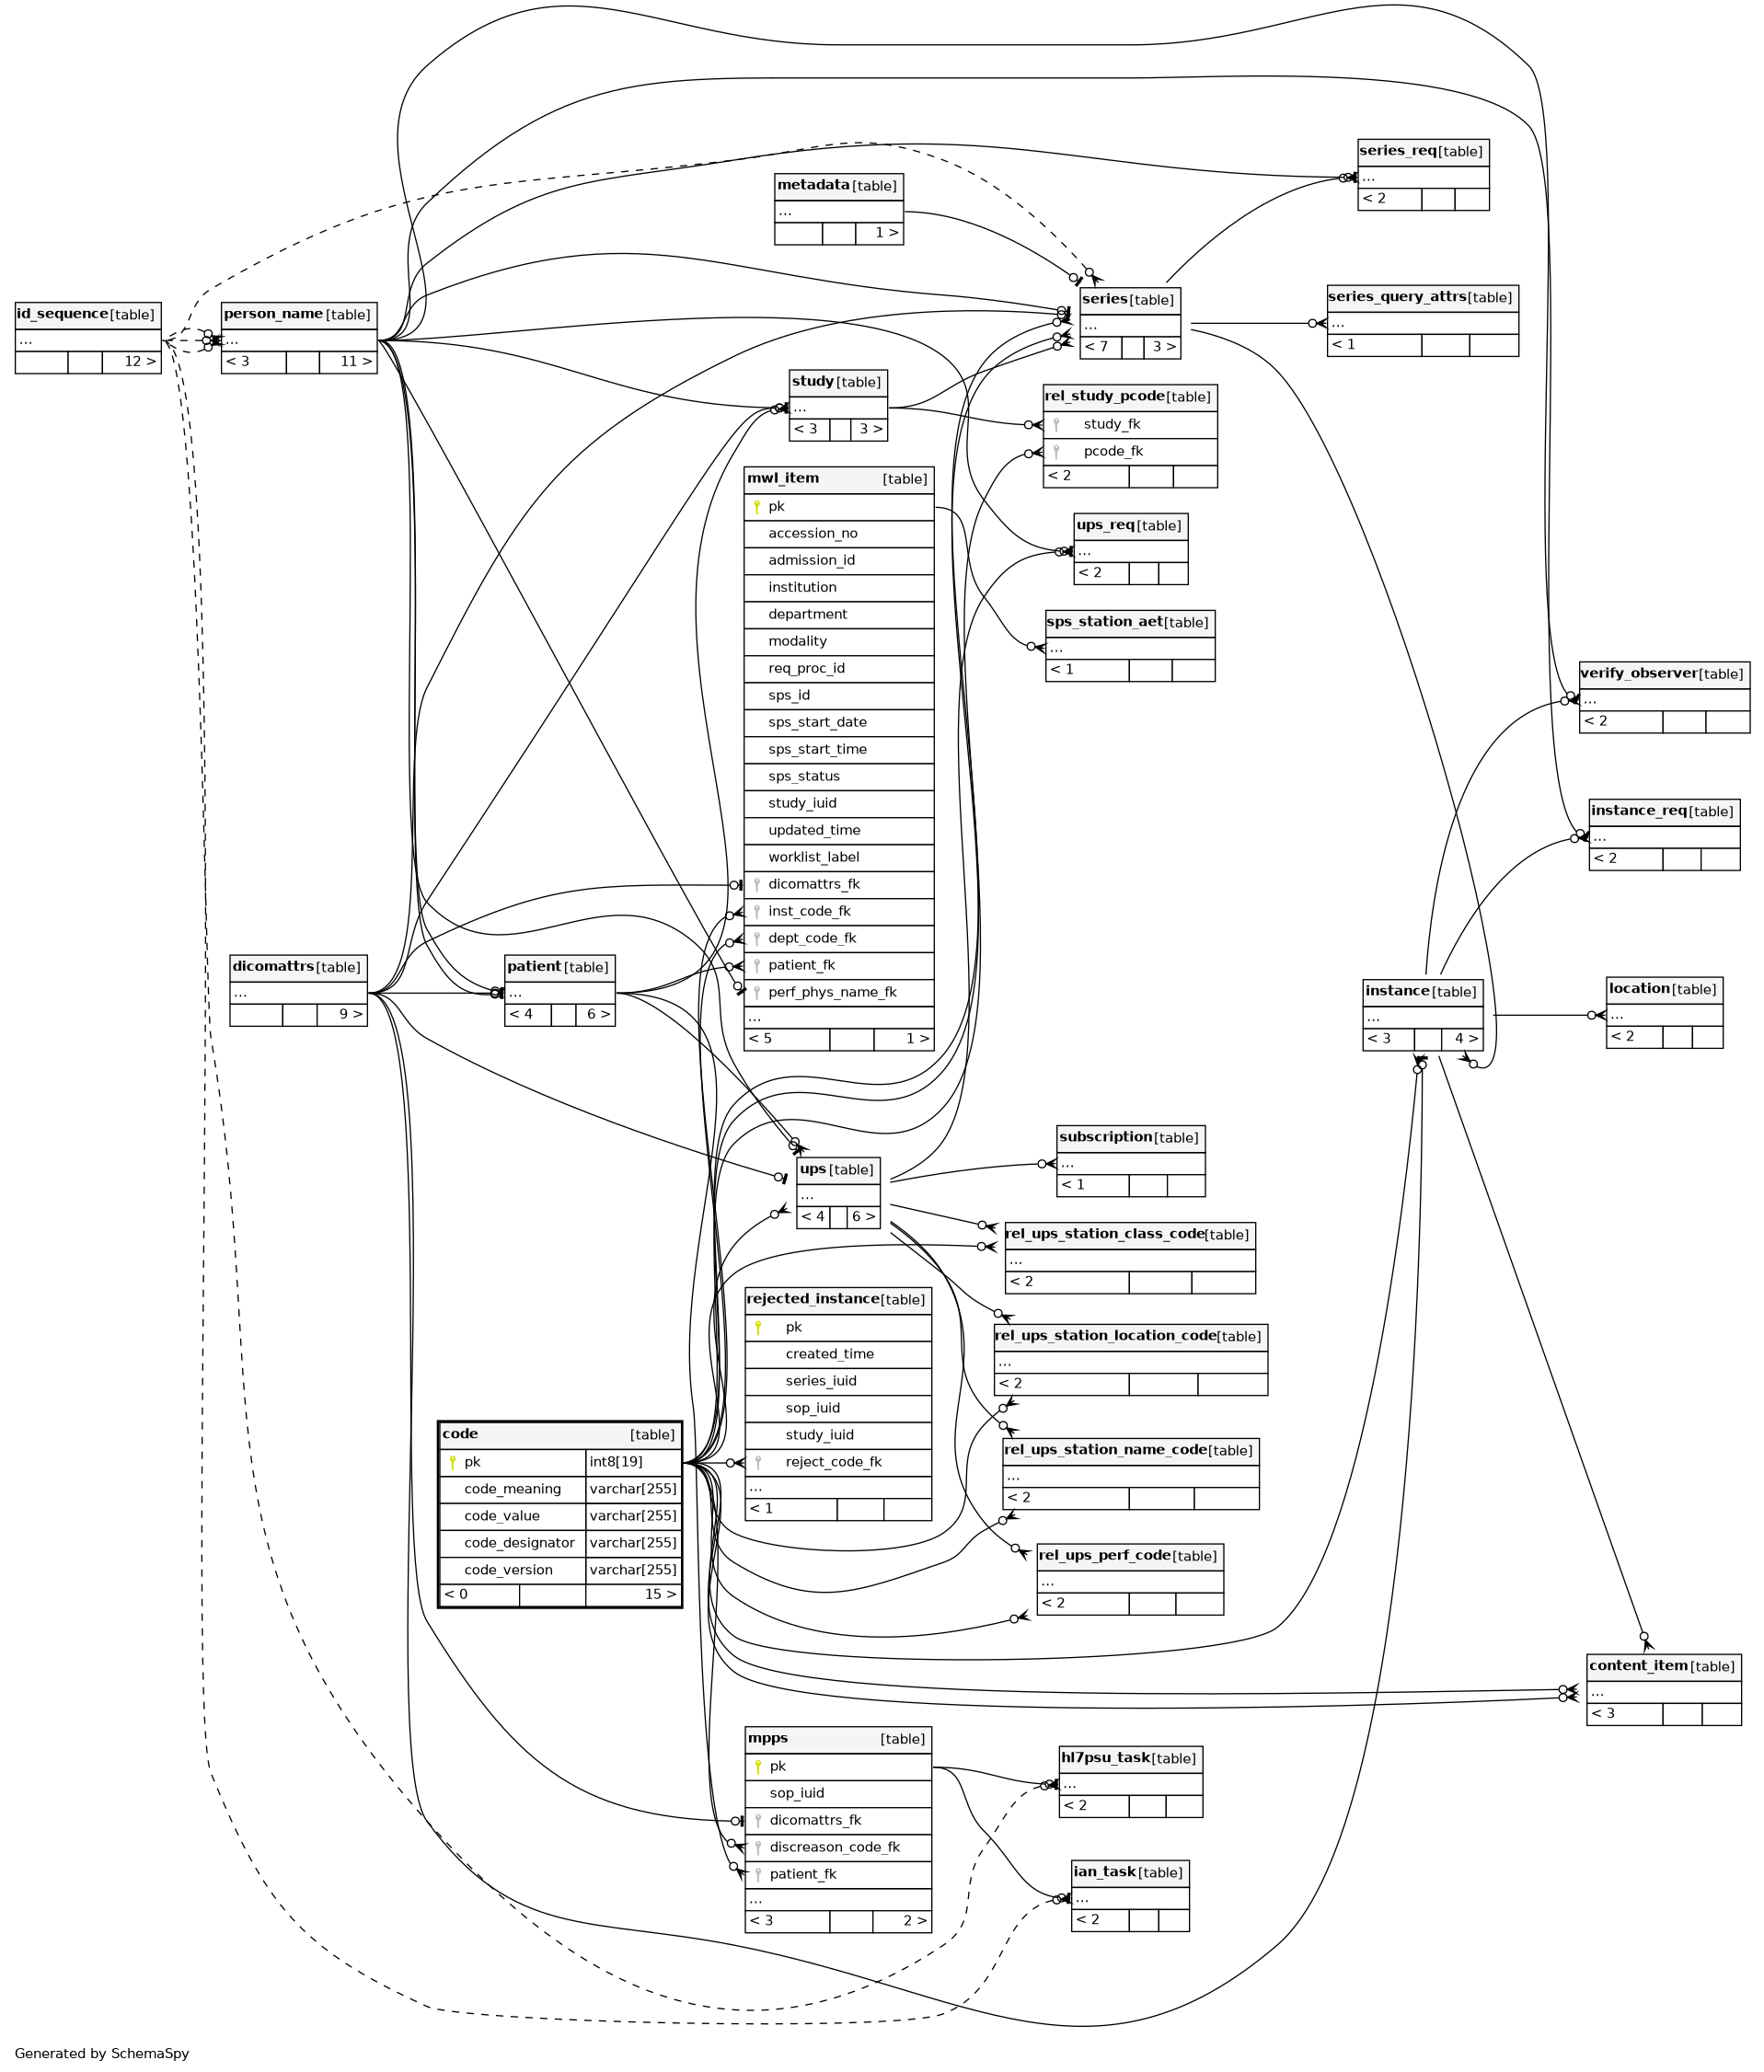 series_req [table]
...
< 2
metadata [table]
...
1 >
series [table]
...
< 7 3 >
series_query_attrs [table]
...
< 1
id_sequence [table]
...
12 >
person_name [table]
...
< 3 11 >
study [table]
...
< 3 3 >
rel_study_pcode [table]
study_fk
pcode_fk
< 2
mwl_item [table]
pk
accession_no
admission_id
institution
department
modality
req_proc_id
sps_id
sps_start_date
sps_start_time
sps_status
study_iuid
updated_time
worklist_label
dicomattrs_fk
inst_code_fk
dept_code_fk
patient_fk
perf_phys_name_fk
...
< 5 1 >
ups_req [table]
...
< 2
sps_station_aet [table]
...
< 1
verify_observer [table]
...
< 2
instance_req [table]
...
< 2
dicomattrs [table]
...
9 >
patient [table]
...
< 4 6 >
instance [table]
...
< 3 4 >
location [table]
...
< 2
subscription [table]
...
< 1
ups [table]
...
< 4 6 >
rel_ups_station_class_code [table]
...
< 2
rejected_instance [table]
pk
created_time
series_iuid
sop_iuid
study_iuid
reject_code_fk
...
< 1
rel_ups_station_location_code [table]
...
< 2
code [table]
pk int8[19]
code_meaning varchar[255]
code_value varchar[255]
code_designator varchar[255]
code_version varchar[255]
< 0 15 >
rel_ups_station_name_code [table]
...
< 2
rel_ups_perf_code [table]
...
< 2
content_item [table]
...
< 3
mpps [table]
pk
sop_iuid
dicomattrs_fk
discreason_code_fk
patient_fk
...
< 3 2 >
hl7psu_task [table]
...
< 2
ian_task [table]
...
< 2
Generated by SchemaSpy